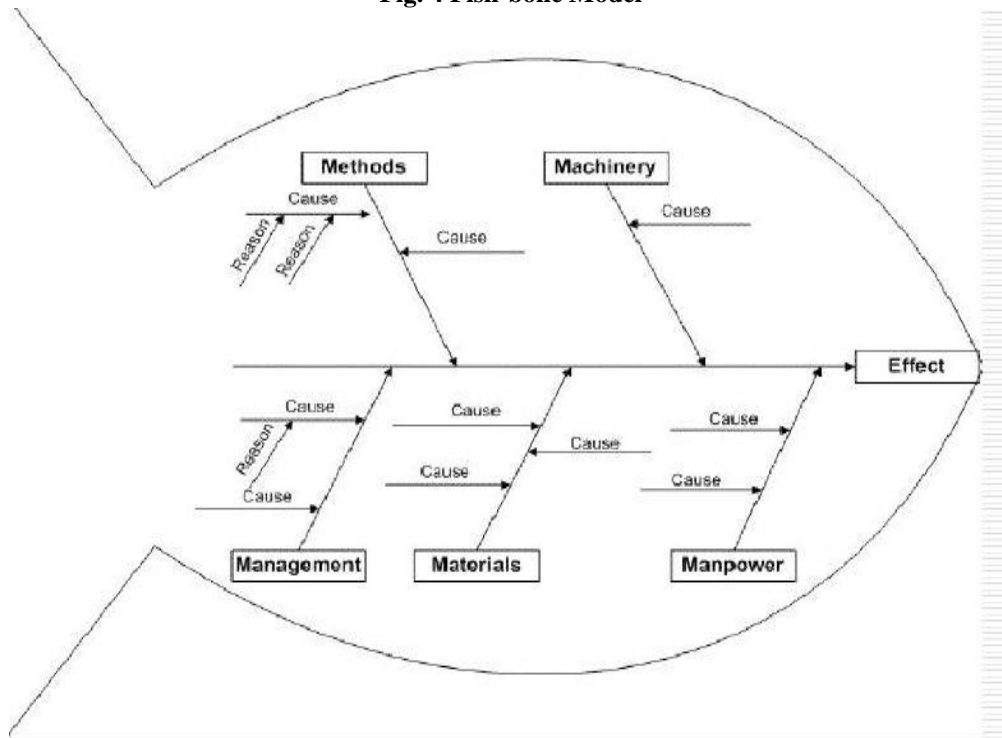 Fig. 4 Fish-bone Model
Methods
Machinery
Cause
Cause
Reason
Reason
Cause
Effect
Cause
Cause
Cause
Reason
Cause
Cause
Cause
Cause
Management
Materials
Manpower